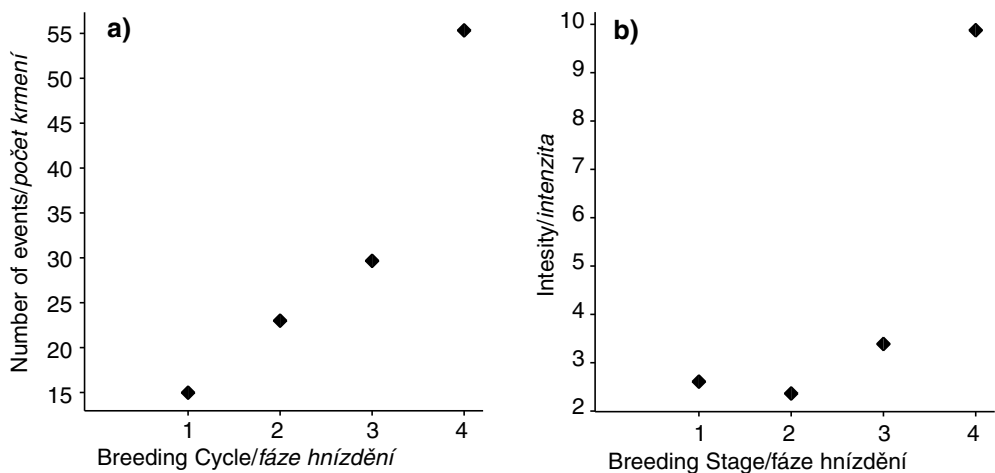 a)
Number of events/počet krmení
55
50
45
40
35
30
25
20
15
1 2 3 4
Breeding Cycle/fáze hnízdění
b)
Intesity/intenzita
10
9
8
7
6
5
4
3
2
1 2 3 4
Breeding Stage/fáze hnízdění